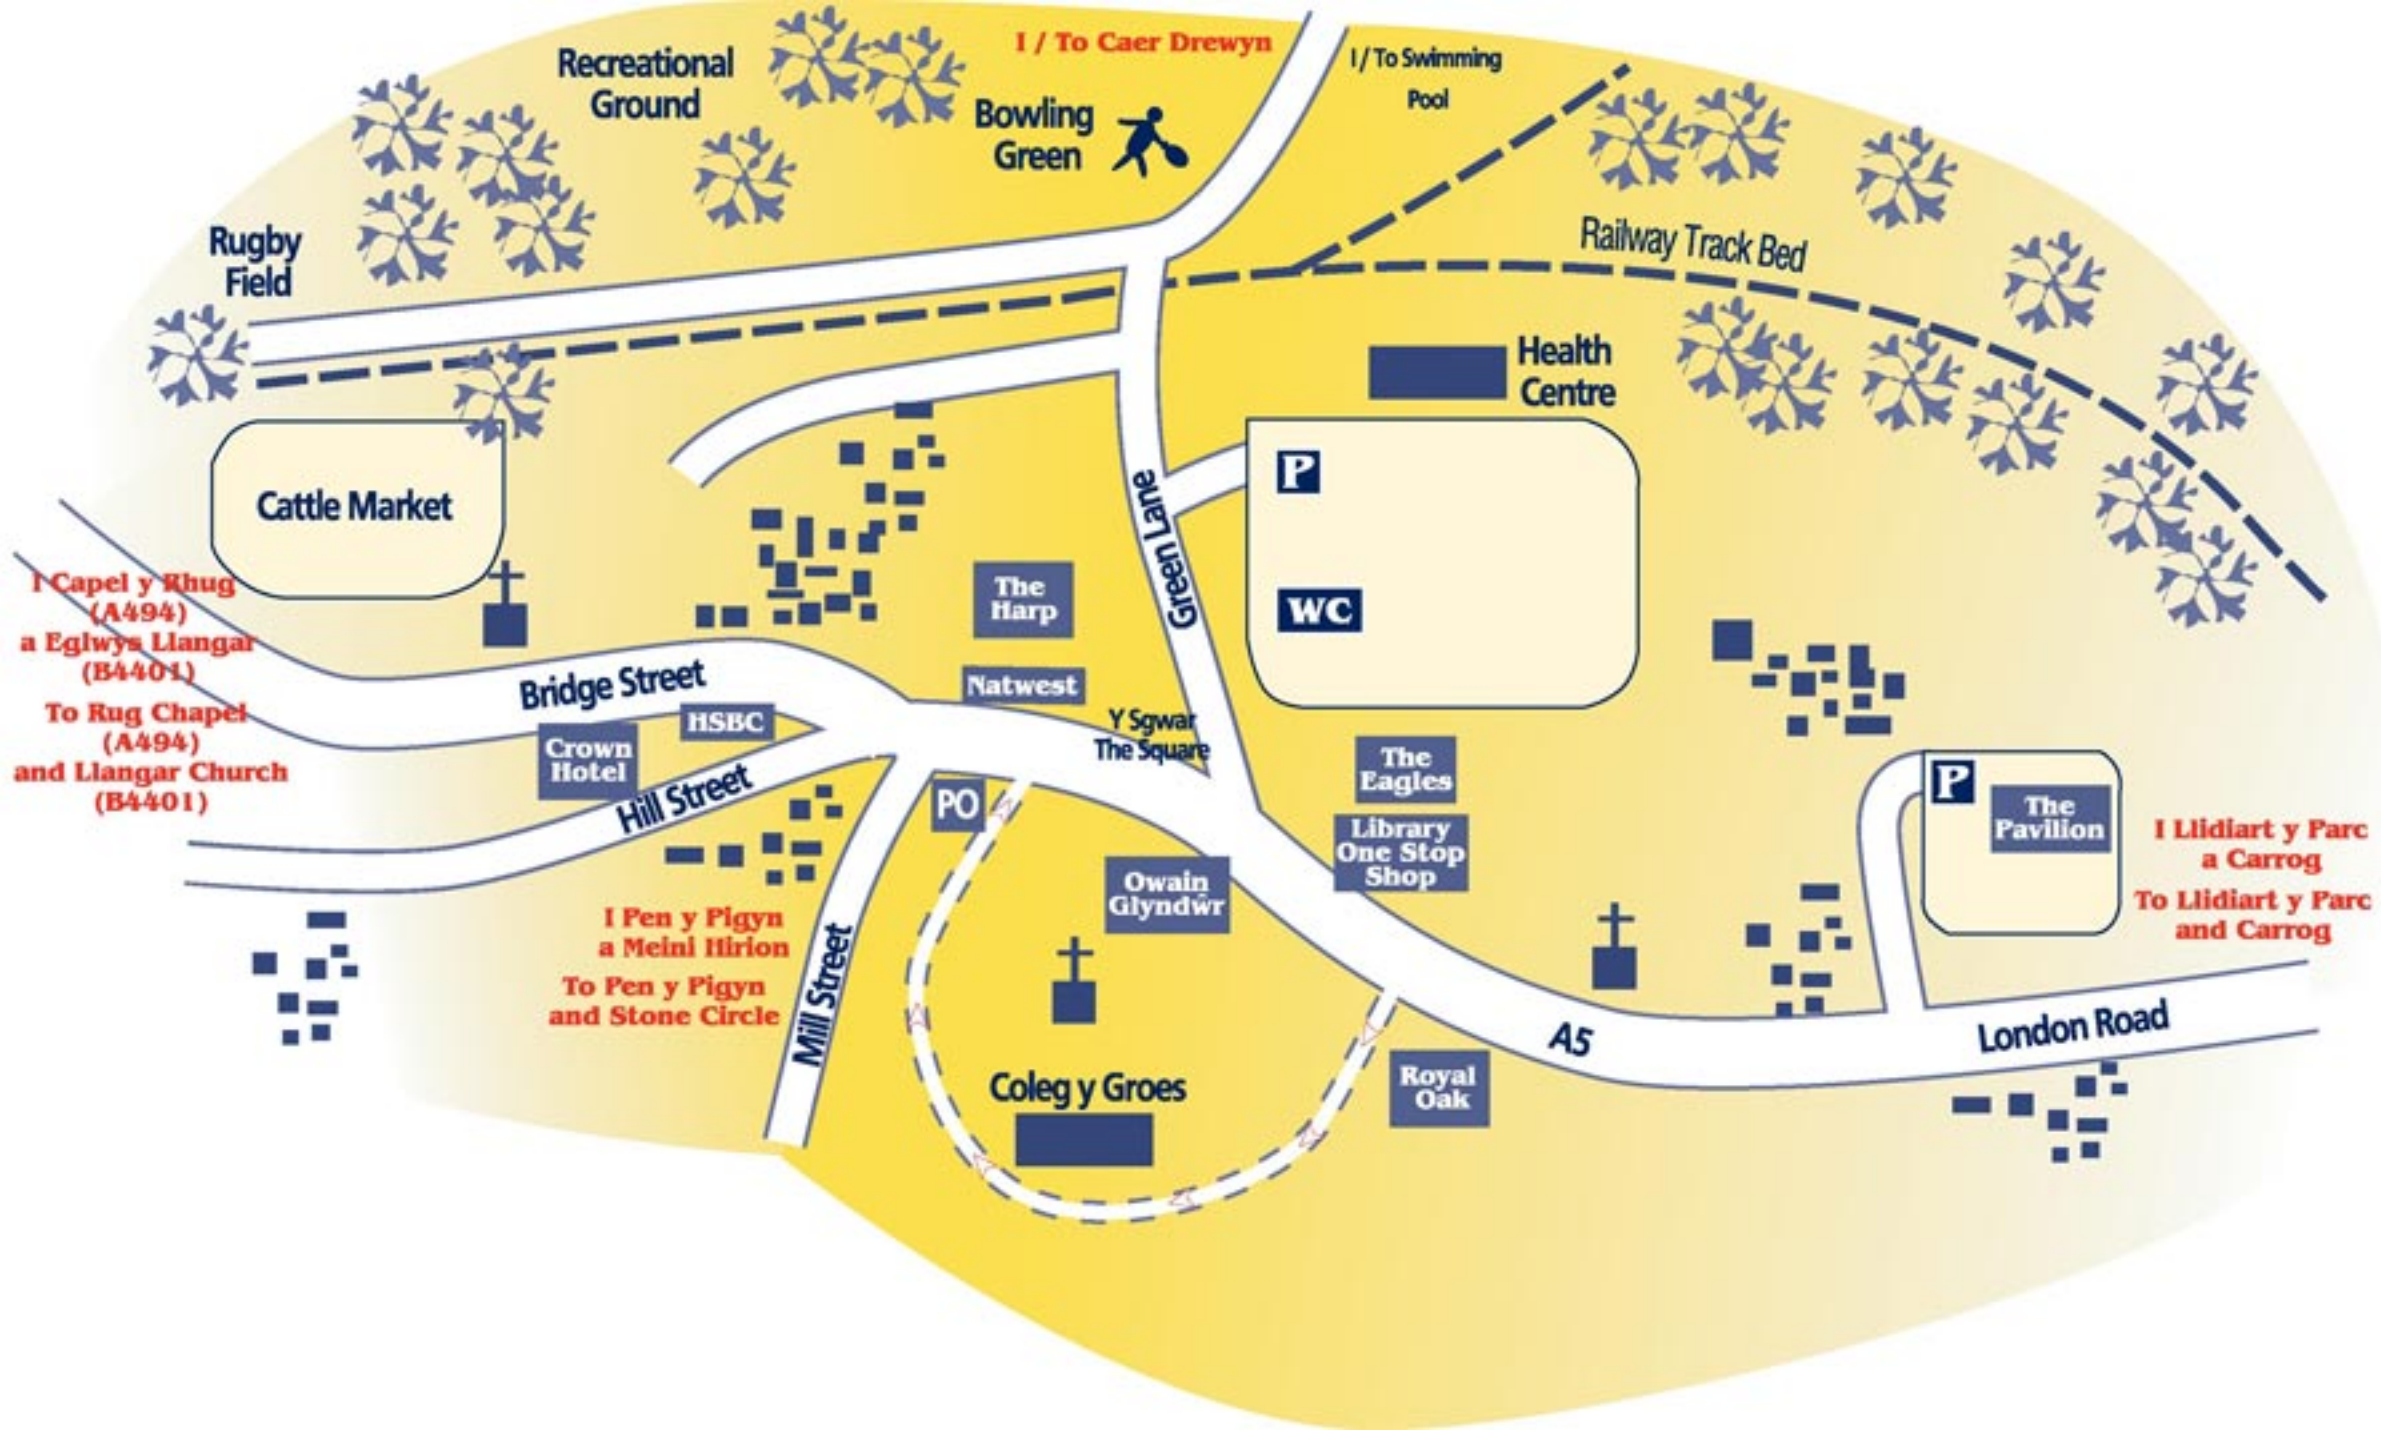 I / To Caer Drewyn
I / To Swimming
Pool
Recreational
Ground
Bowling
Green
Rugby
Field
Railway Track Bed
Health
Centre
Cattle Market
P
WC
Green Lane
The
Harp
Natwest
I Capel y Rhug
(A494)
a Eglwys Llangar
(B4401)
To Rug Chapel
(A494)
and Llangar Church
(B4401)
Bridge Street
HSBC
Crown
Hotel
Hill Street
Y Sgwar
The Square
PO
The
Eagles
Library
One Stop
Shop
Owain
Glyndŵr
P
The
Pavilion
I Llidiart y Parc
a Carrog
To Llidiart y Parc
and Carrog
I Pen y Pigyn
a Meini Hirion
To Pen y Pigyn
and Stone Circle
Mill Street
Coleg y Groes
Royal
Oak
A5
London Road